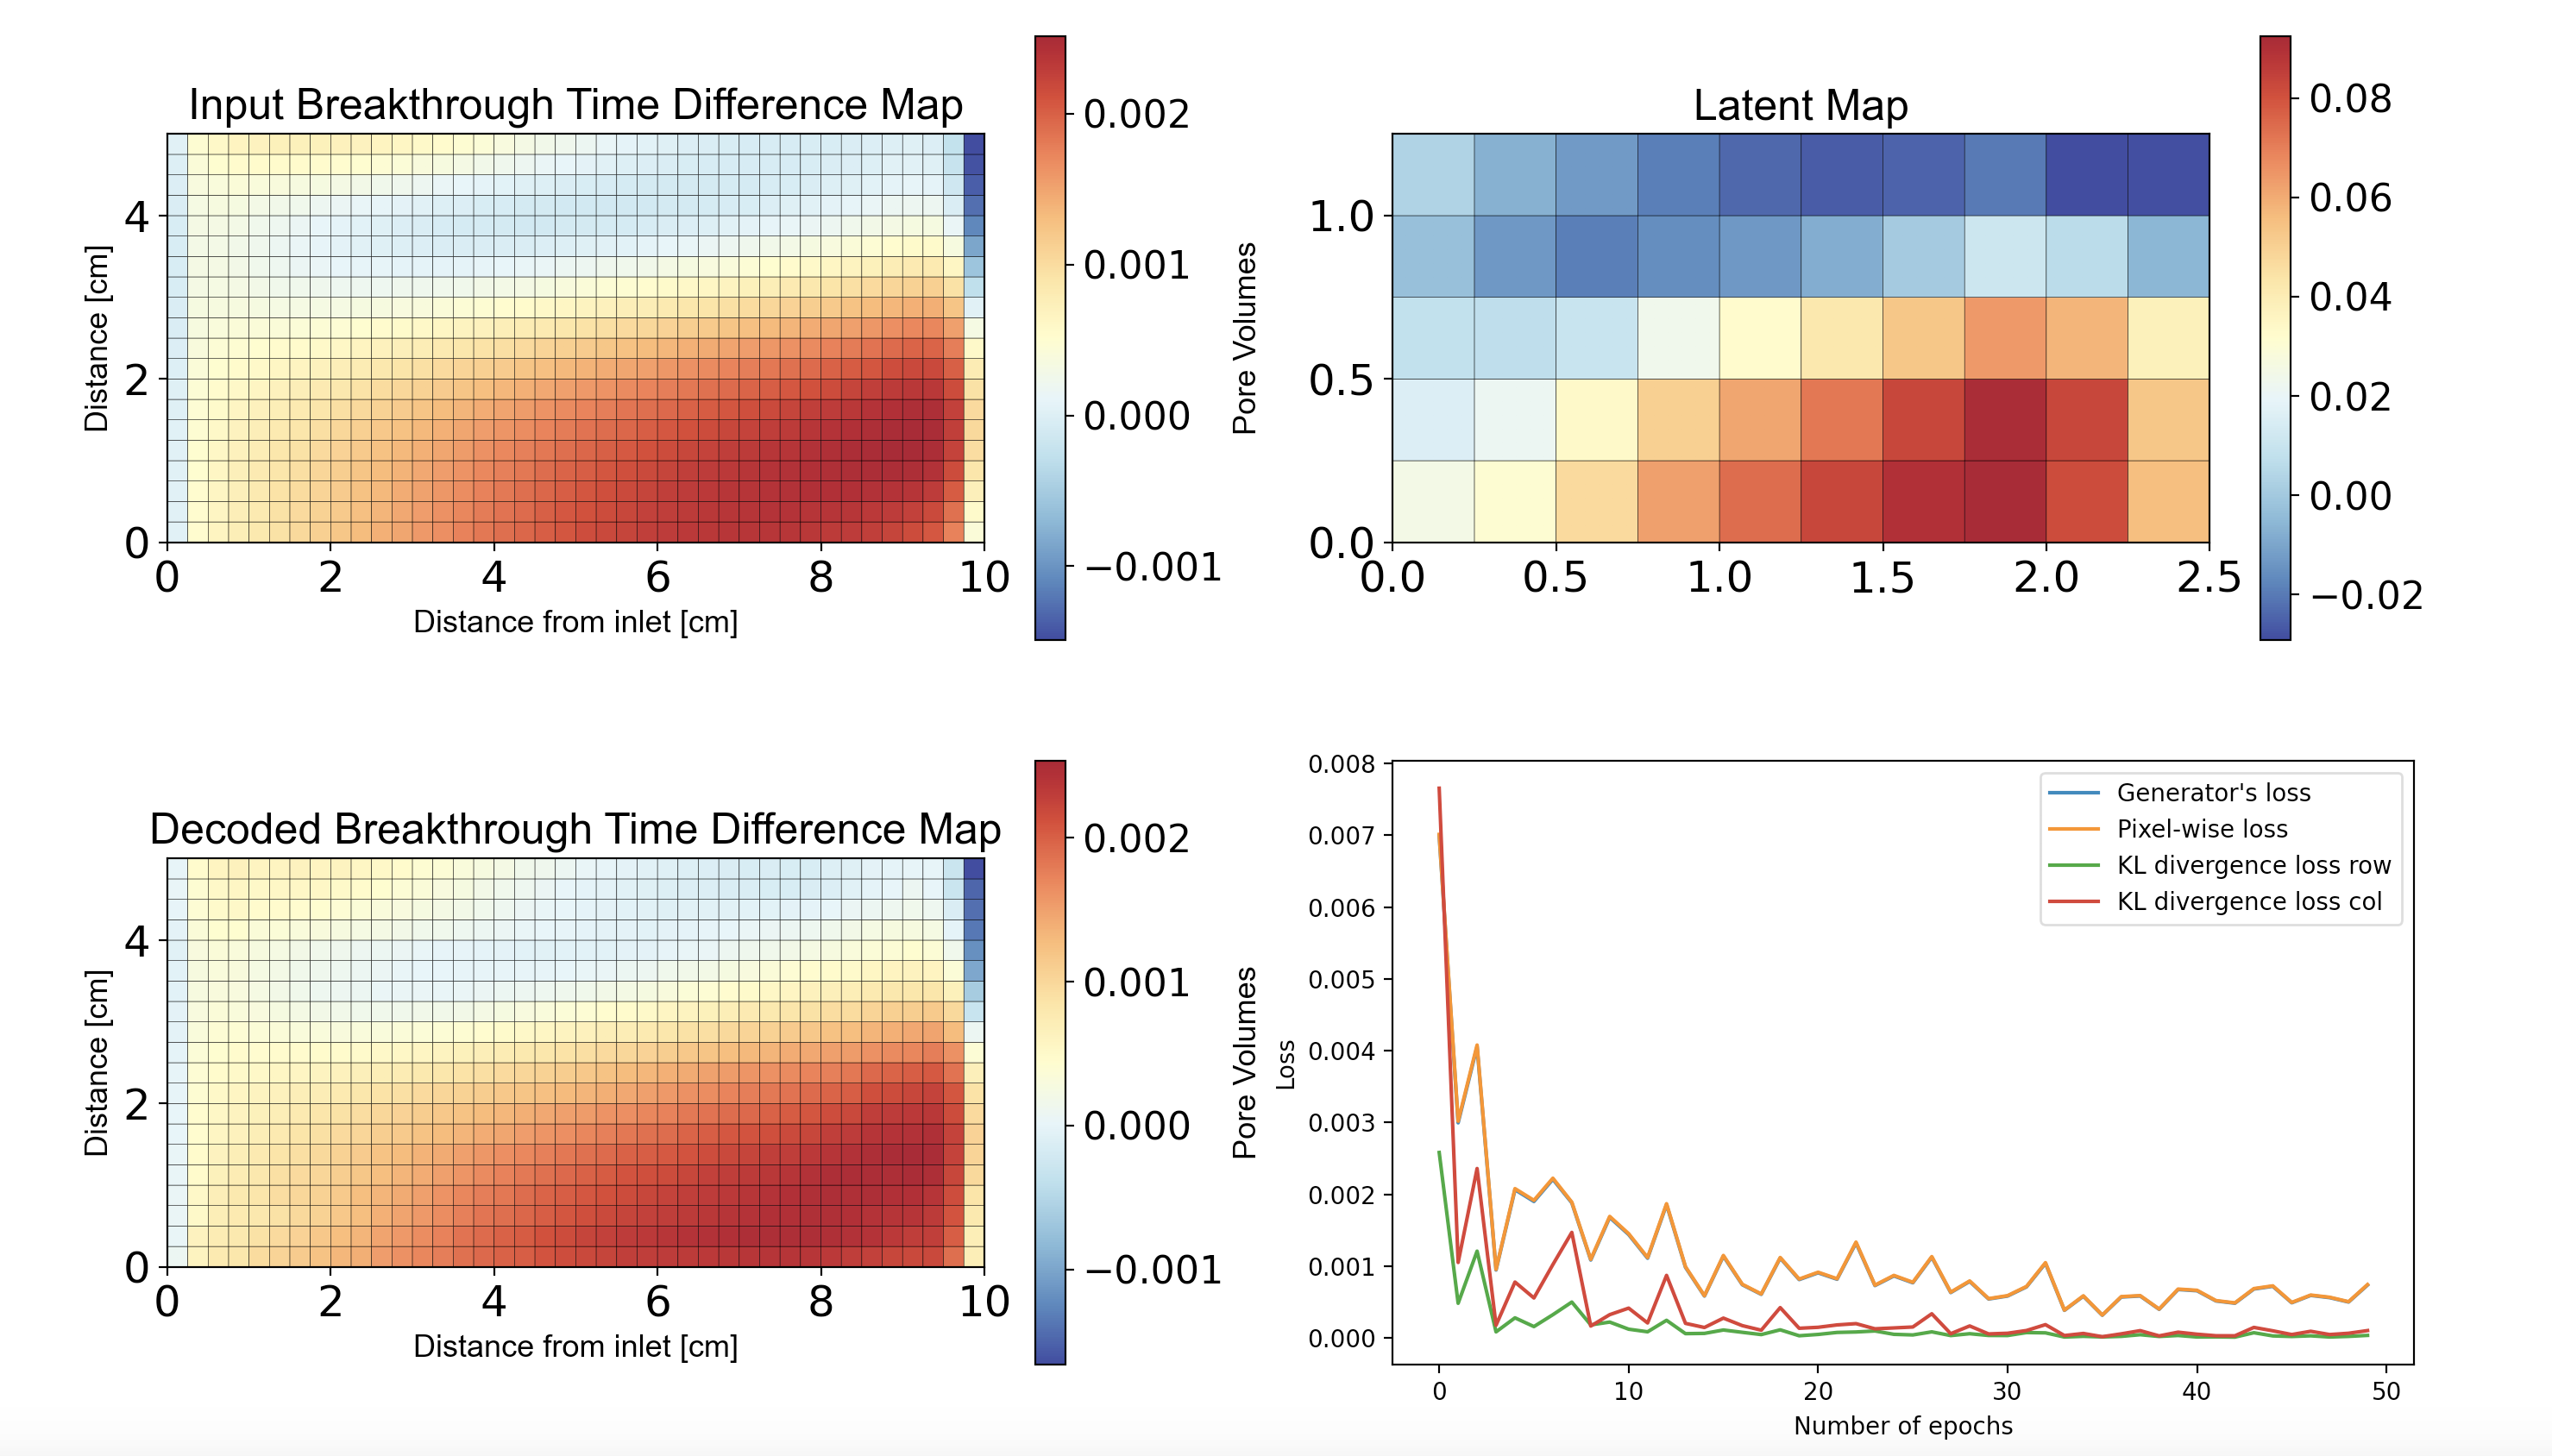 Input Breakthrough Time Difference Map
Distance [cm]
4
2
0
0 2 4 6 8 10
Distance from inlet [cm]
0.002
0.001
0.000
−0.001
Pore Volumes
Latent Map
1.0
0.5
0.0
0.0 0.5 1.0 1.5 2.0 2.5
0.08
0.06
0.04
0.02
0.00
−0.02
Decoded Breakthrough Time Difference Map
Distance [cm]
4
2
0
0 2 4 6 8 10
Distance from inlet [cm]
0.002
0.001
0.000
−0.001
Pore Volumes
Loss
0.008
0.007
0.006
0.005
0.004
0.003
0.002
0.001
0.000
0 10 20 30 40 50
Number of epochs
Generator's loss
Pixel-wise loss
KL divergence loss row
KL divergence loss col